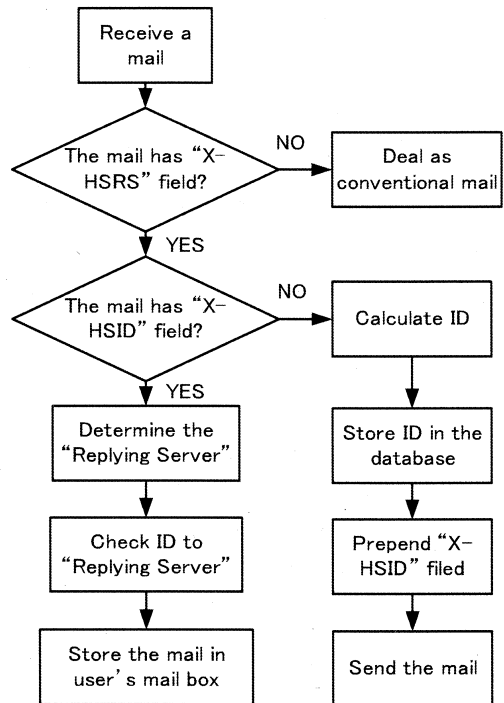 Receive a
mail
The mail has “X-
HSRS” field?
NO
Deal as
conventional mail
YES
The mail has “X-
HSID” field?
NO
Calculate ID
YES
Determine the
“Replying Server”
Store ID in the
database
Check ID to
“Replying Server”
Prepend “X-
HSID” filed
Store the mail in
user's mail box
Send the mail